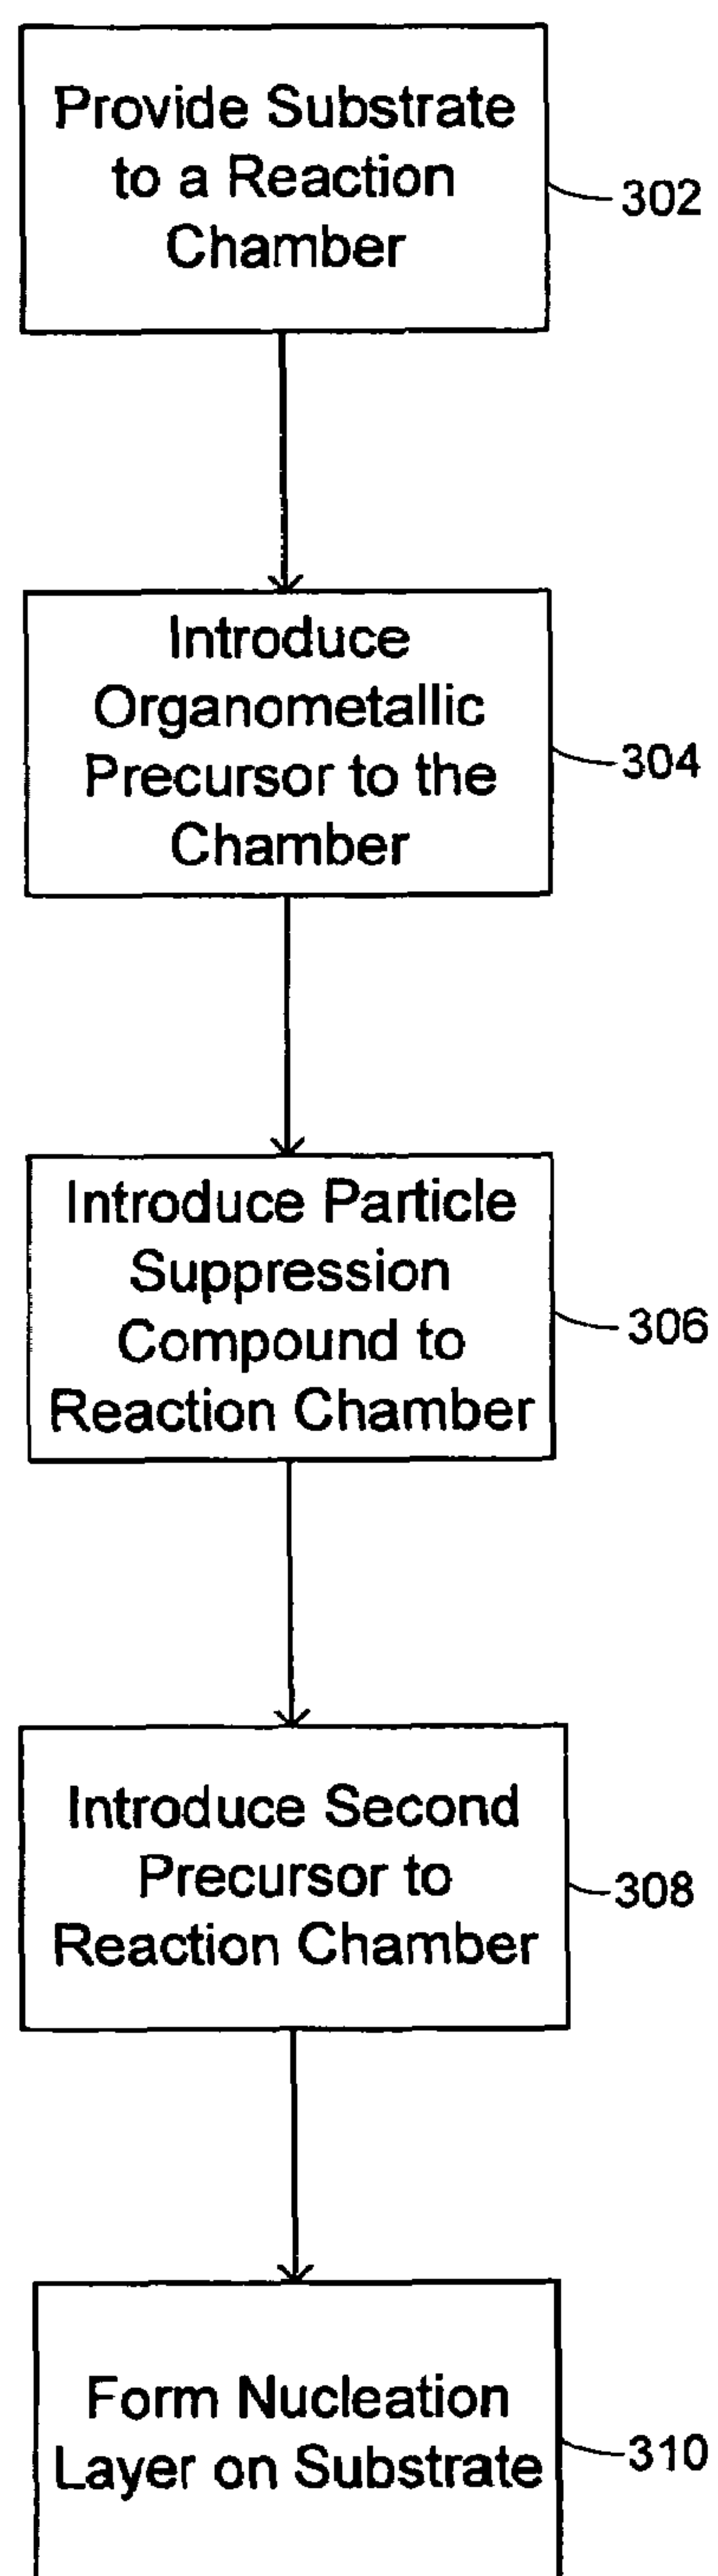 Provide Substrate
to a Reaction
Chamber
302
Introduce
Organometallic
Precursor to the
Chamber
304
Introduce Particle
Suppression
Compound to
Reaction Chamber
306
Introduce Second
Precursor to
Reaction Chamber
308
Form Nucleation
Layer on Substrate
310